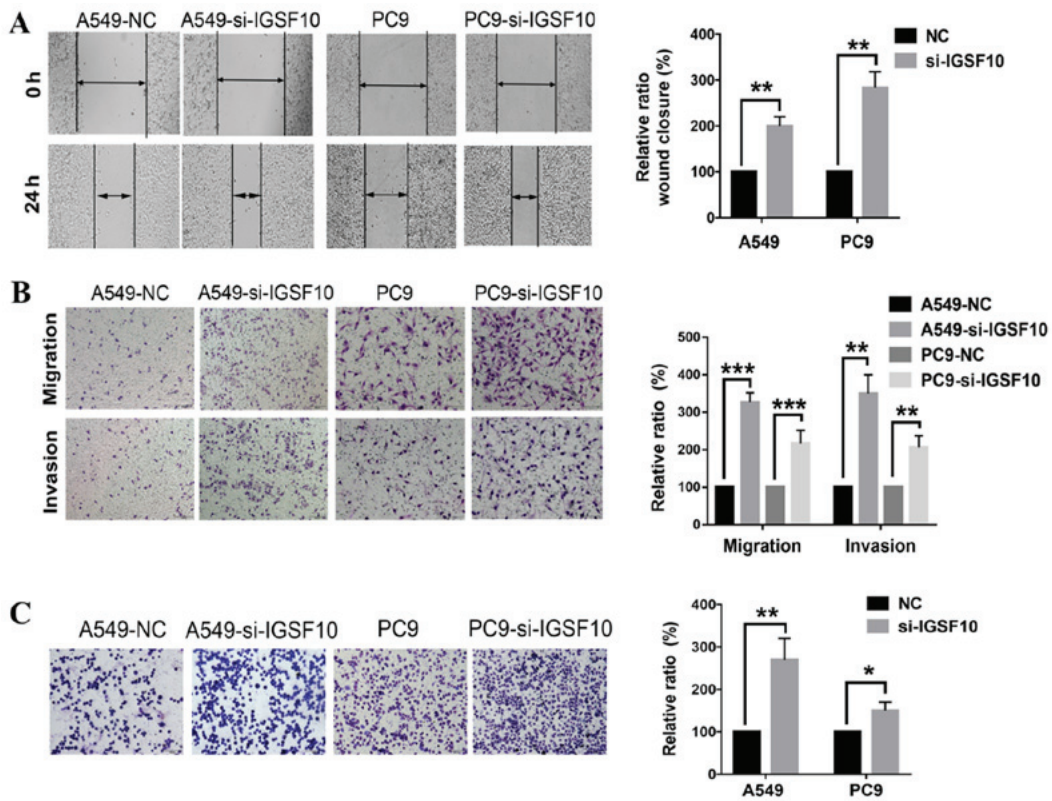 A
A549-NC A549-si-IGSF10 PC9 PC9-si-IGSF10
0 h
24 h
Relative ratio
wound closure (%)
400
300
200
100
0
A549 PC9
NC
si-IGSF10
** **
B
A549-NC A549-si-IGSF10 PC9 PC9-si-IGSF10
Migration
Invasion
Relative ratio (%)
500
400
300
200
100
0
Migration Invasion
A549-NC
A549-si-IGSF10
PC9-NC
PC9-si-IGSF10
*** *** ** **
C
A549-NC A549-si-IGSF10 PC9 PC9-si-IGSF10
Relative ratio (%)
400
300
200
100
0
A549 PC9
NC
si-IGSF10
** *